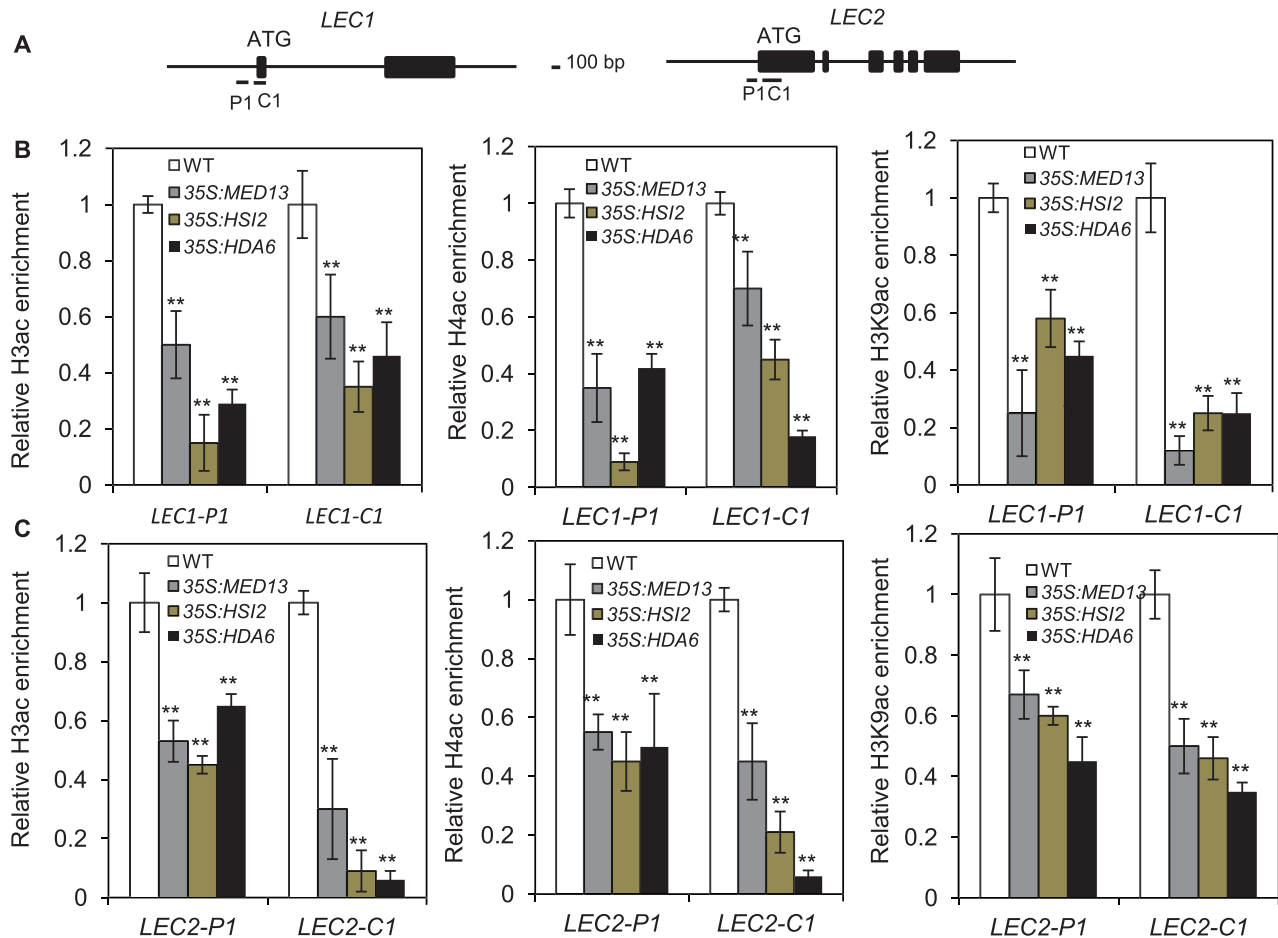 A
LEC1
ATG
P1 C1
100 bp
LEC2
ATG
P1 C1
B
Relative H3ac enrichment
1.2
1
0.8
0.6
0.4
0.2
0
WT
35S:MED13
35S:HSI2
35S:HDA6
** ** ** ** ** **
LEC1-P1 LEC1-C1
Relative H4ac enrichment
1.2
1
0.8
0.6
0.4
0.2
0
WT
35S:MED13
35S:HSI2
35S:HDA6
** ** ** ** ** **
LEC1-P1 LEC1-C1
Relative H3K9ac enrichment
1.2
1
0.8
0.6
0.4
0.2
0
WT
35S:MED13
35S:HSI2
35S:HDA6
** ** ** ** ** **
LEC1-P1 LEC1-C1
C
Relative H3ac enrichment
1.2
1
0.8
0.6
0.4
0.2
0
WT
35S:MED13
35S:HSI2
35S:HDA6
** ** ** ** ** **
LEC2-P1 LEC2-C1
Relative H4ac enrichment
1.2
1
0.8
0.6
0.4
0.2
0
WT
35S:MED13
35S:HSI2
35S:HDA6
** ** ** ** ** **
LEC2-P1 LEC2-C1
Relative H3K9ac enrichment
1.2
1
0.8
0.6
0.4
0.2
0
WT
35S:MED13
35S:HSI2
35S:HDA6
** ** ** ** ** **
LEC2-P1 LEC2-C1